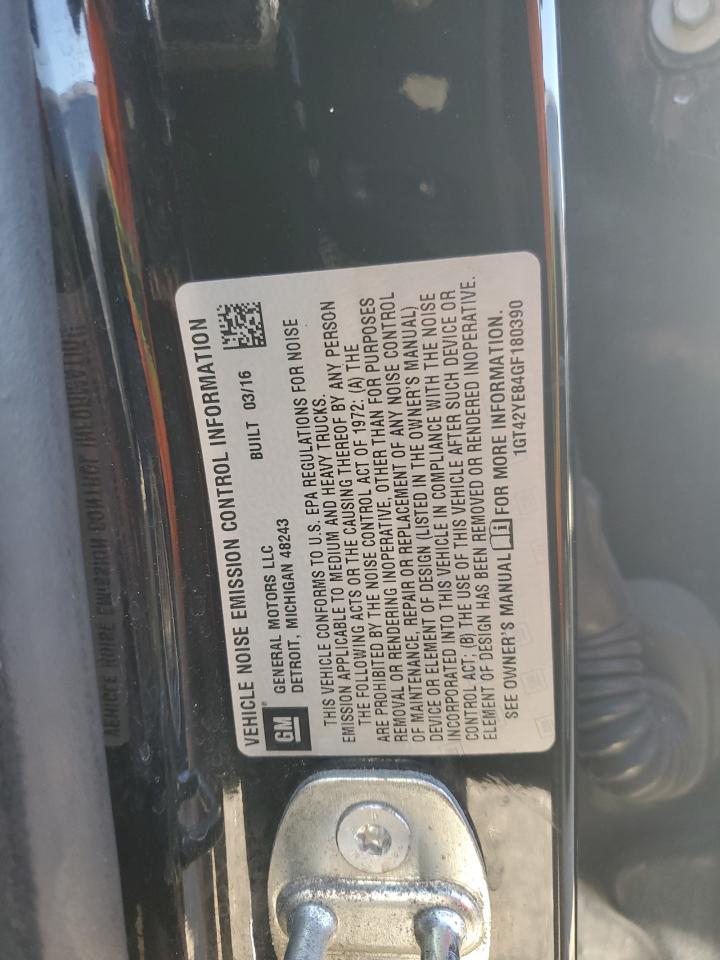 VEHICLE NOISE EMISSION CONTROL INFORMATION
GM
GENERAL MOTORS LLC
DETROIT, MICHIGAN 48243
BUILT 03/16
THIS VEHICLE CONFORMS TO U.S. EPA REGULATIONS FOR NOISE
EMISSION APPLICABLE TO MEDIUM AND HEAVY TRUCKS.
THE FOLLOWING ACTS OR THE CAUSING THEREOF BY ANY PERSON
ARE PROHIBITED BY THE NOISE CONTROL ACT OF 1972: (A) THE
REMOVAL OR RENDERING INOPERATIVE, OTHER THAN FOR PURPOSES
OF MAINTENANCE, REPAIR OR REPLACEMENT OF ANY NOISE CONTROL
DEVICE OR ELEMENT OF DESIGN (LISTED IN THE OWNER'S MANUAL)
INCORPORATED INTO THIS VEHICLE IN COMPLIANCE WITH THE NOISE
CONTROL ACT; (B) THE USE OF THIS VEHICLE AFTER SUCH DEVICE OR
ELEMENT OF DESIGN HAS BEEN REMOVED OR RENDERED INOPERATIVE.
SEE OWNER'S MANUAL i FOR MORE INFORMATION.
1GT42YE84GF180390